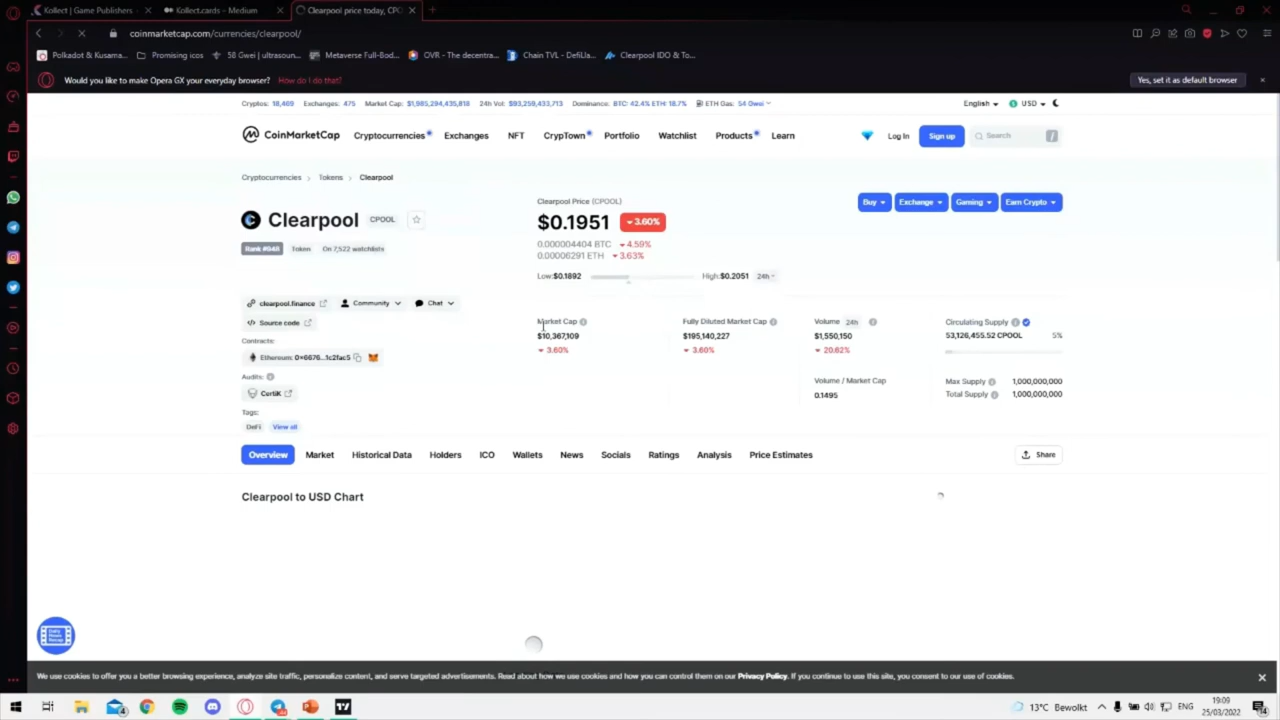 Kollect | Game Publishers -
Kollect.cards – Medium
Clearpool price today, CPO
coinmarketcap.com/currencies/clearpool/
Polkadot & Kusama...
Promising icos
58 Gwei | ultrasoun...
Metaverse Full-Bod...
OVR - The decentra...
Chain TVL - DefiLla...
Clearpool IDO & To...
Would you like to make Opera GX your everyday browser? How do I do that?
Yes, set it as default browser
Cryptos: 18,469 Exchanges: 475 Market Cap: $1,985,294,435,818 24h Vol: $93,259,433,713 Dominance: BTC: 42.4% ETH: 18.7% ETH Gas: 54 Gwei
English USD
CoinMarketCap Cryptocurrencies Exchanges NFT CrypTown Portfolio Watchlist Products Learn
Log In Sign up Search /
Cryptocurrencies > Tokens > Clearpool
Clearpool CPOOL
Rank #948 Token On 7,522 watchlists
Clearpool Price (CPOOL)
$0.1951 3.60%
0.000004404 BTC 4.59%
0.00006291 ETH 3.63%
Low:$0.1892 High:$0.2051 24h
Buy Exchange Gaming Earn Crypto
clearpool.finance Community Chat
Source code
Contracts:
Ethereum: 0x6676...1c2fac5
Audits:
CertiK
Tags:
DeFi View all
Market Cap
$10,367,109
3.60%
Fully Diluted Market Cap
$195,140,227
3.60%
Volume 24h
$1,550,150
20.62%
Volume / Market Cap
0.1495
Circulating Supply
53,126,455.52 CPOOL 5%
Max Supply 1,000,000,000
Total Supply 1,000,000,000
Overview Market Historical Data Holders ICO Wallets News Socials Ratings Analysis Price Estimates
Share
Clearpool to USD Chart
We use cookies to offer you a better browsing experience, analyze site traffic, personalize content, and serve targeted advertisements. Read about how we use cookies and how you can control them on our Privacy Policy. If you continue to use this site, you consent to our use of cookies.
13°C Bewolkt
ENG
19:09
25/03/2022